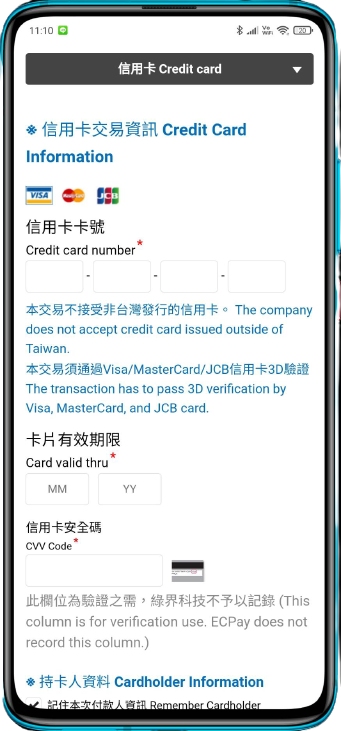 11:10
Vo WiFi 20
信用卡 Credit card
※ 信用卡交易資訊 Credit Card
Information
VISA MasterCard JCB
信用卡卡號
Credit card number*
- - -
本交易不接受非台灣發行的信用卡。 The company
does not accept credit card issued outside of
Taiwan.
本交易須通過Visa/MasterCard/JCB信用卡3D驗證
The transaction has to pass 3D verification by
Visa, MasterCard, and JCB card.
卡片有效期限
Card valid thru*
MM YY
信用卡安全碼
CVV Code*
此欄位為驗證之需，綠界科技不予以記錄 (This
column is for verification use. ECPay does not
record this column.)
※ 持卡人資料 Cardholder Information
記住本次付款人資訊 Remember Cardholder